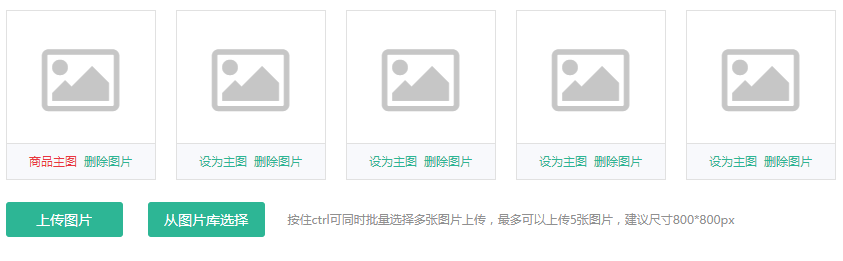 商品主图 删除图片 设为主图 删除图片 设为主图 删除图片 设为主图 删除图片 设为主图 删除图片
上传图片 从图片库选择 按住ctrl可同时批量选择多张图片上传，最多可以上传5张图片，建议尺寸800*800px